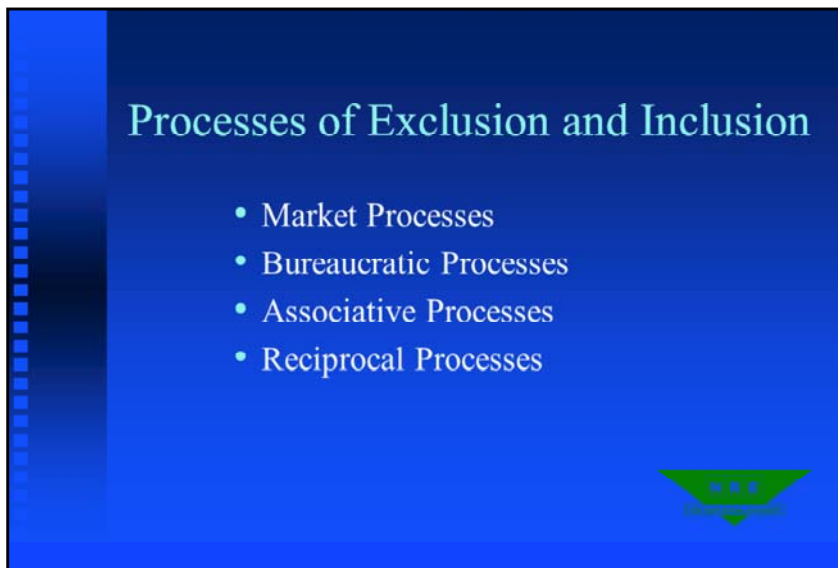 Processes of Exclusion and Inclusion
• Market Processes
• Bureaucratic Processes
• Associative Processes
• Reciprocal Processes
N R E